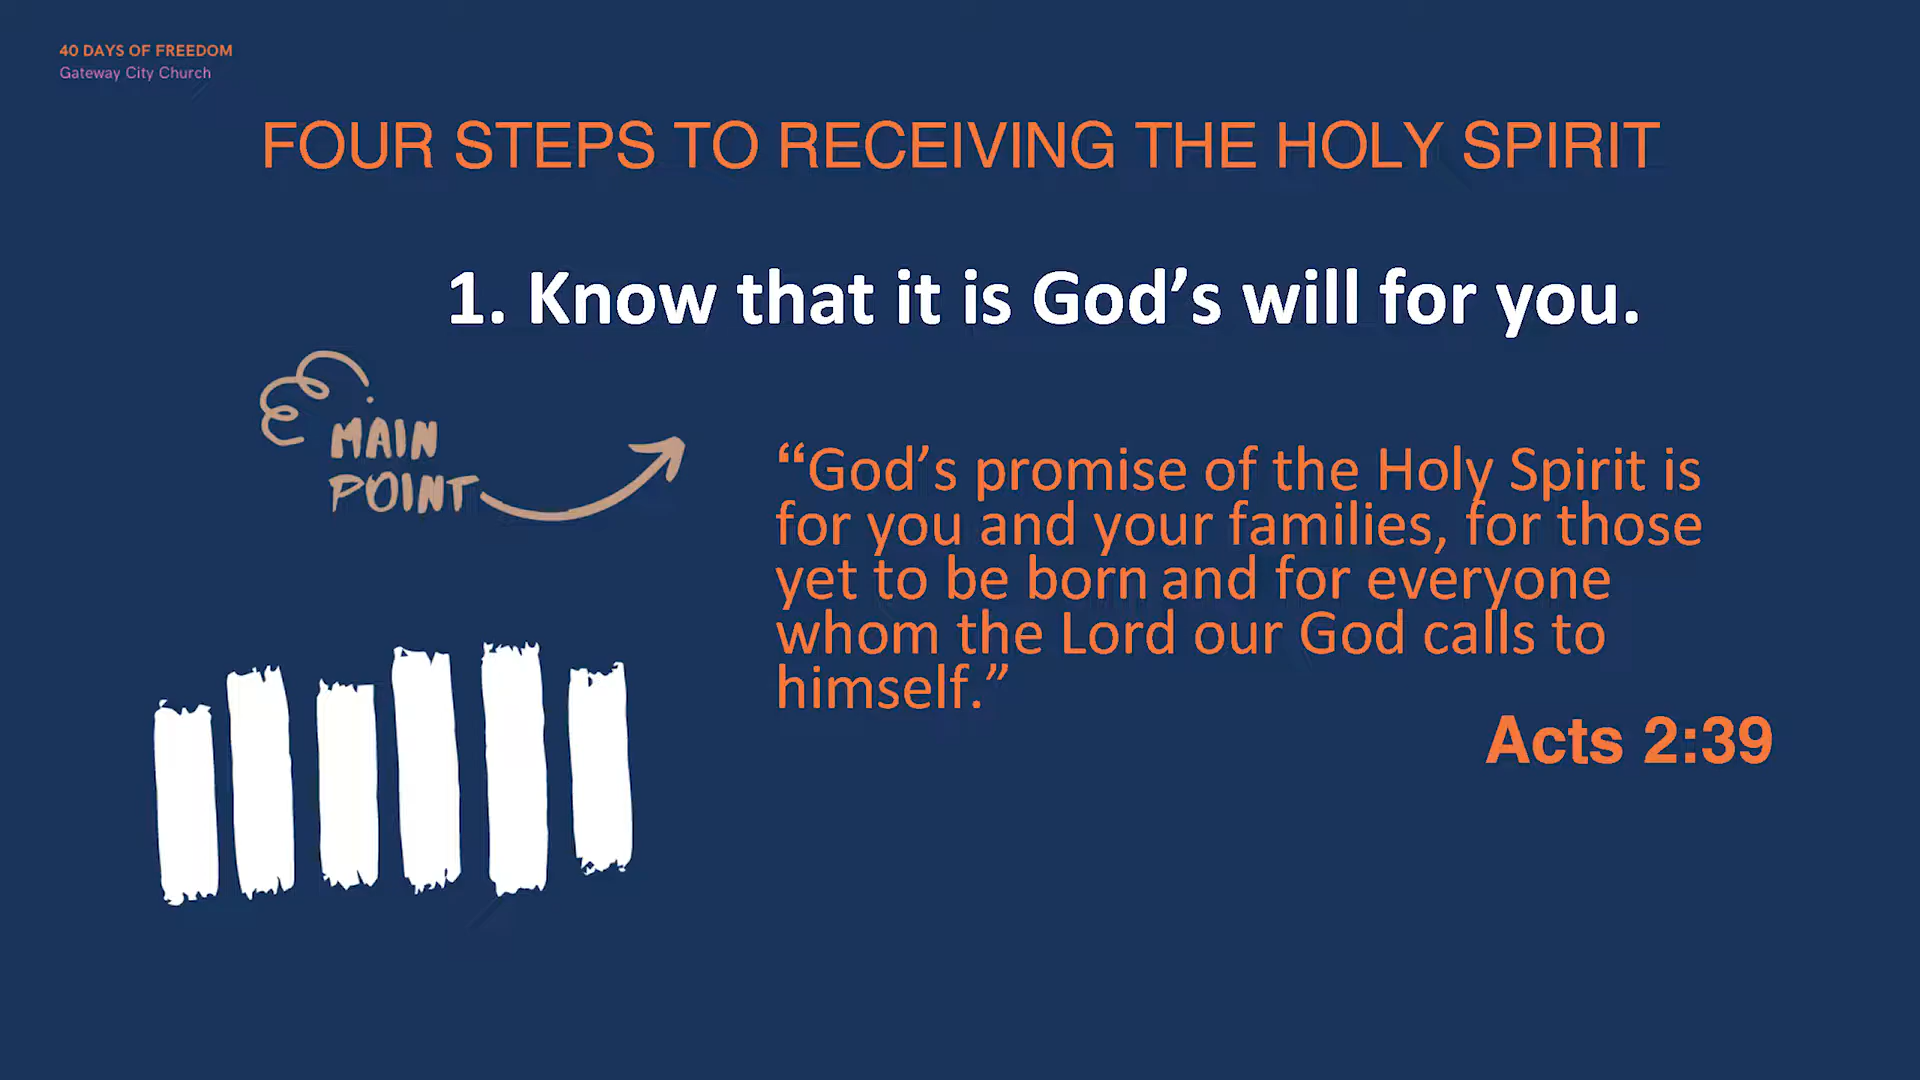 40 DAYS OF FREEDOM
Gateway City Church
FOUR STEPS TO RECEIVING THE HOLY SPIRIT
1. Know that it is God’s will for you.
MAIN
POINT
“God’s promise of the Holy Spirit is
for you and your families, for those
yet to be born and for everyone
whom the Lord our God calls to
himself.”
Acts 2:39